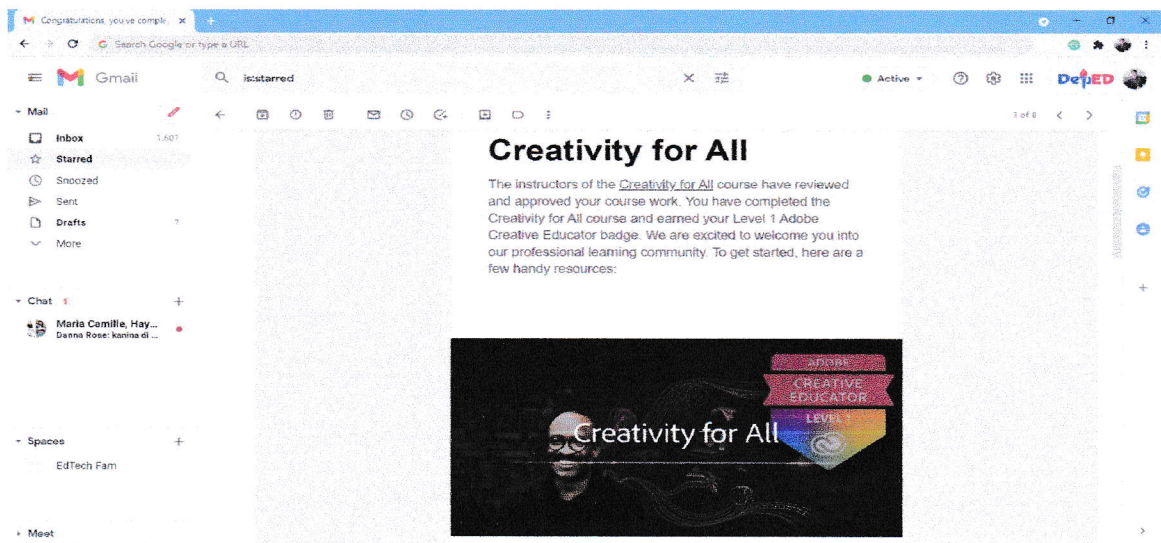 Congratulations, you've comple
Search Google or type a URL
Gmail
is:starred
Active
DepED
Mail
Inbox 1,601
Starred
Snoozed
Sent
Drafts
More
1 of 8
Creativity for All
The instructors of the Creativity for All course have reviewed
and approved your course work. You have completed the
Creativity for All course and earned your Level 1 Adobe
Creative Educator badge. We are excited to welcome you into
our professional learning community. To get started, here are a
few handy resources:
Chat 1
Maria Camille, Hay...
Danna Rose: kanina di ...
ADOBE
CREATIVE
EDUCATOR
LEVEL 1
Creativity for All
Spaces
EdTech Fam
Meet